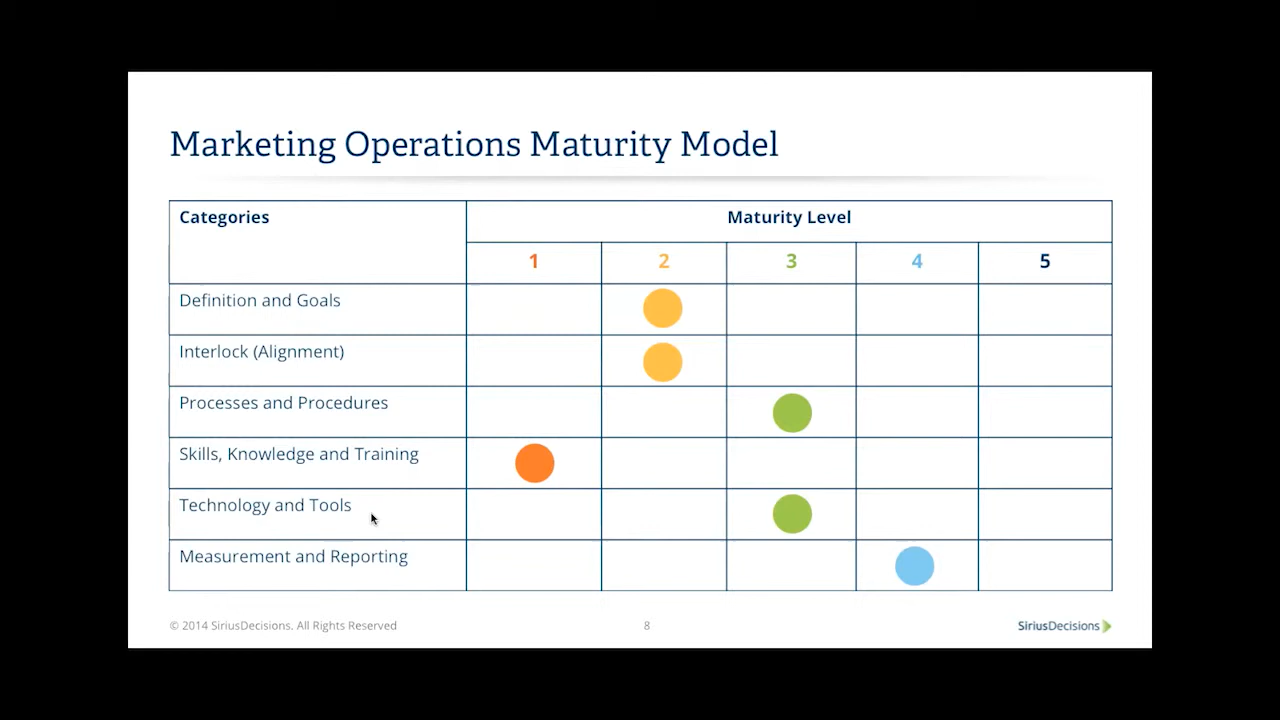 Marketing Operations Maturity Model
Categories
Maturity Level
1 2 3 4 5
Definition and Goals
Interlock (Alignment)
Processes and Procedures
Skills, Knowledge and Training
Technology and Tools
Measurement and Reporting
© 2014 SiriusDecisions. All Rights Reserved
8
SiriusDecisions